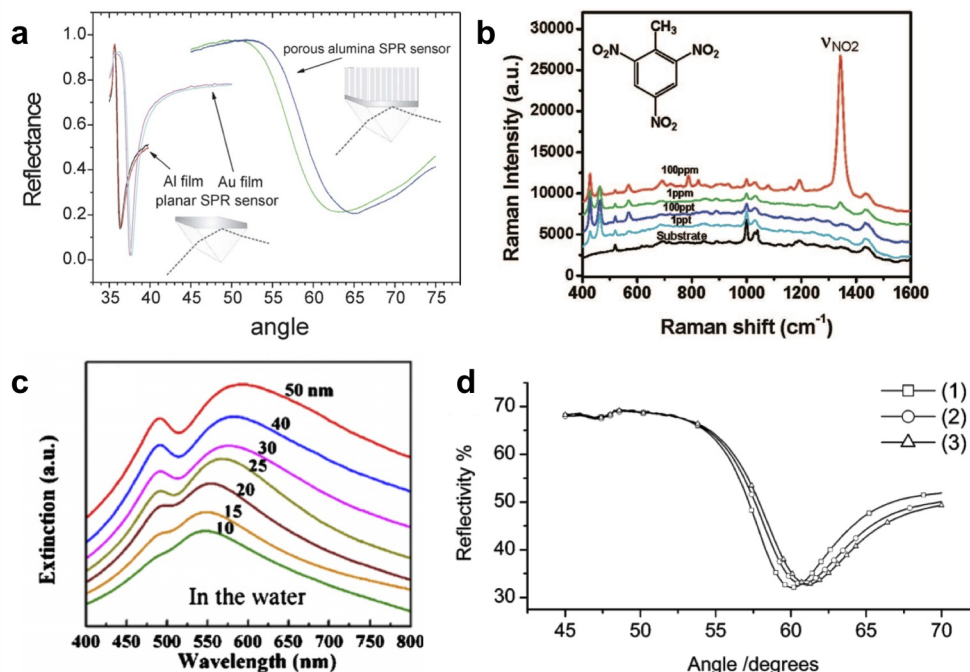 a
Reflectance
1.0
0.8
0.6
0.4
0.2
0.0
porous alumina SPR sensor
Al film
Au film
planar SPR sensor
35 40 45 50 55 60 65 70 75
angle
b
Raman Intensity (a.u.)
30000
25000
20000
15000
10000
5000
0
CH₃
O₂N
NO₂
NO₂
νNO2
100ppm
1ppm
100ppt
1ppt
Substrate
400 600 800 1000 1200 1400 1600
Raman shift (cm⁻¹)
c
Extinction (a.u.)
50 nm
40
30
25
20
15
10
In the water
400 450 500 550 600 650 700 750 800
Wavelength (nm)
d
Reflectivity %
70
60
50
40
30
(1)
(2)
(3)
45 50 55 60 65 70
Angle /degrees